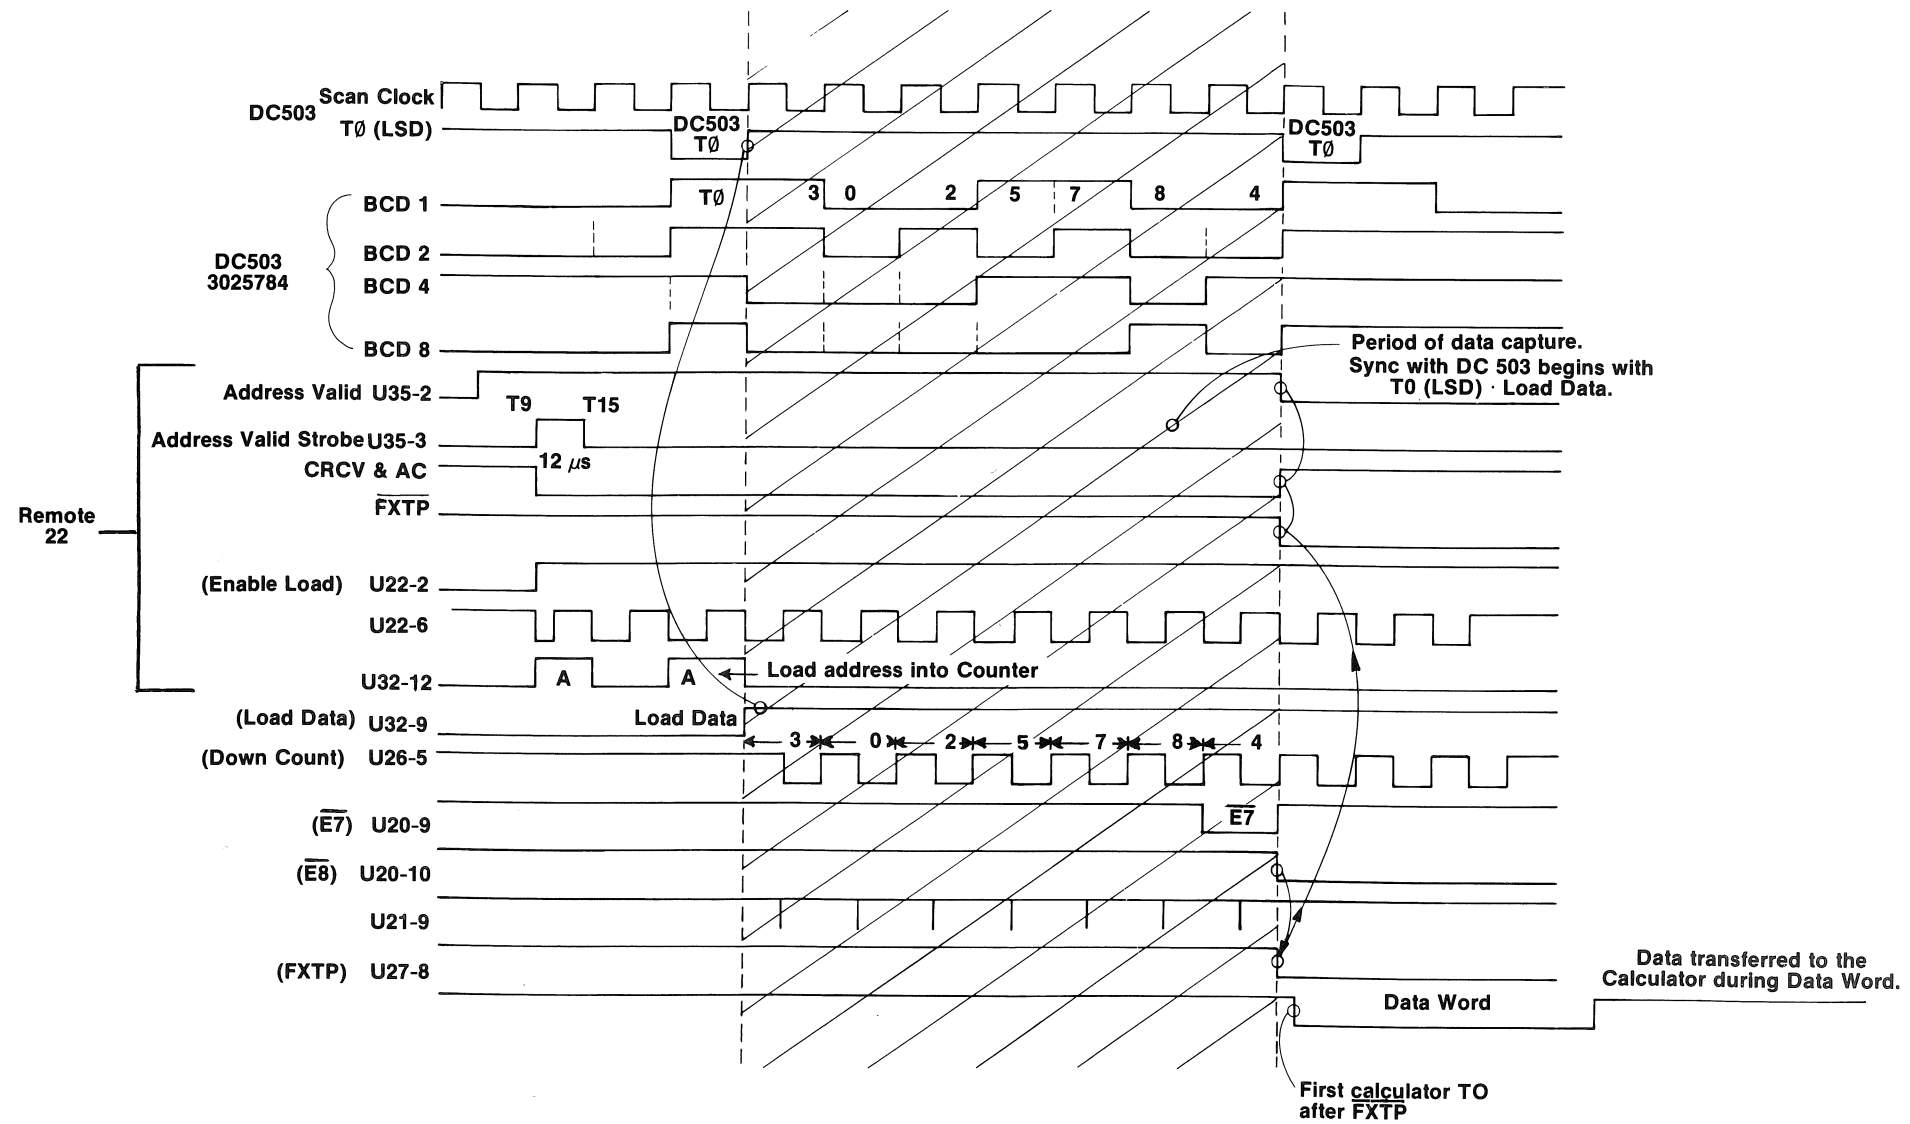 Scan Clock
DC503
TØ (LSD)
DC503
TØ
DC503
TØ
BCD 1
TØ
3 0 2 5 7 8 4
BCD 2
DC503
3025784
BCD 4
BCD 8
Period of data capture.
Sync with DC 503 begins with
T0 (LSD) · Load Data.
Address Valid U35-2
T9 T15
Address Valid Strobe U35-3
12 μs
CRCV & AC
F̅X̅T̅P̅
Remote
22
(Enable Load) U22-2
U22-6
Load address into Counter
U32-12
A A
(Load Data) U32-9
Load Data
3 0 2 5 7 8 4
(Down Count) U26-5
(E̅7̅) U20-9
E̅7̅
(E̅8̅) U20-10
U21-9
(FXTP) U27-8
Data transferred to the
Calculator during Data Word.
Data Word
First calculator TO
after F̅X̅T̅P̅